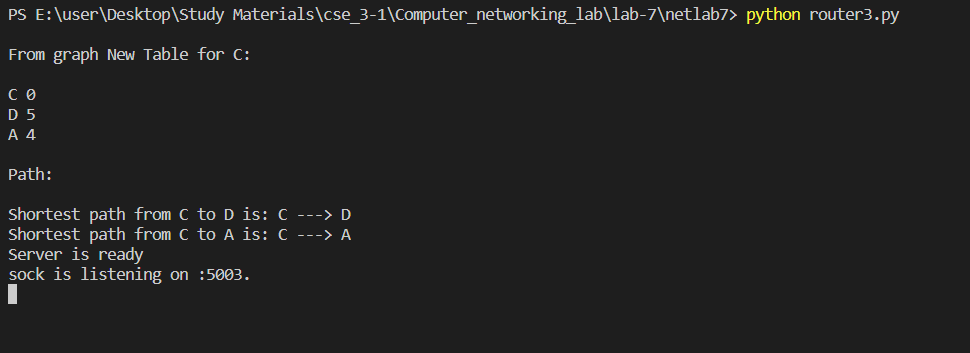 PS E:\user\Desktop\Study Materials\cse_3-1\Computer_networking_lab\lab-7\netlab7> python router3.py
From graph New Table for C:
C 0
D 5
A 4
Path:
Shortest path from C to D is: C ---> D
Shortest path from C to A is: C ---> A
Server is ready
sock is listening on :5003.